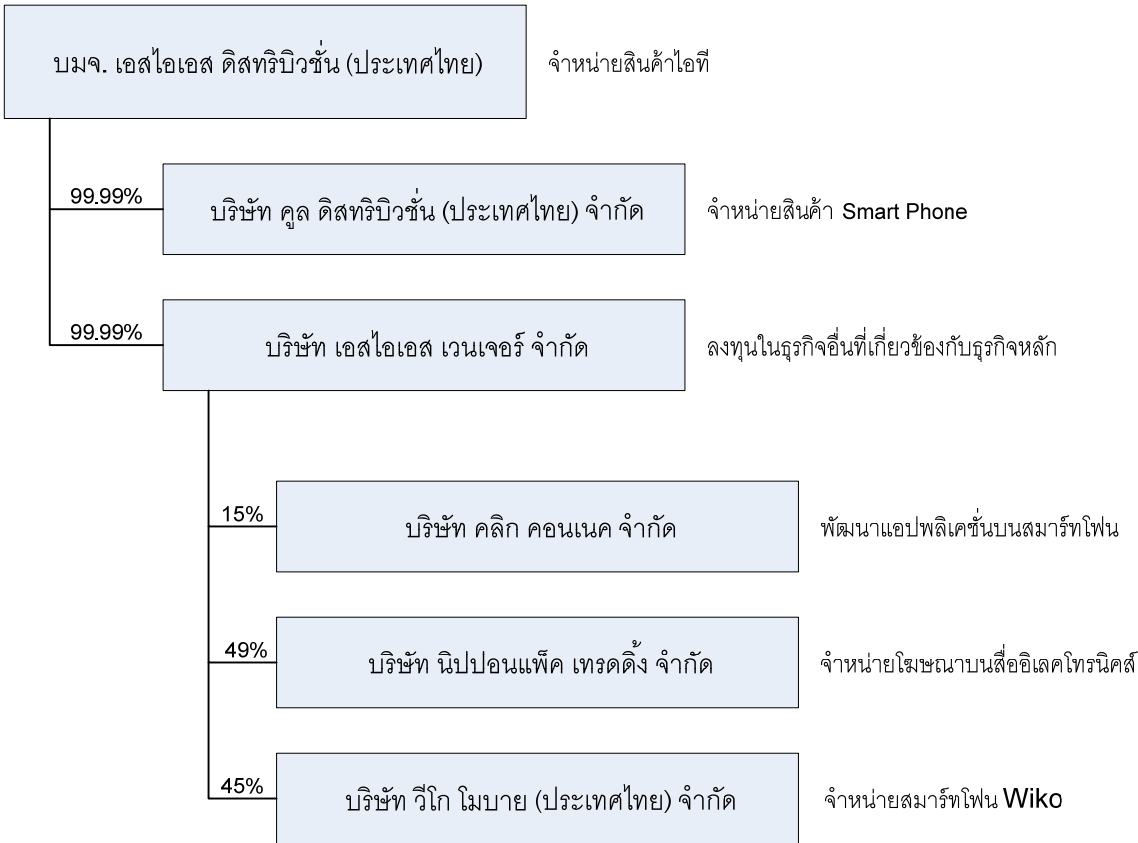 บมจ. เอสไอเอส ดิสทริบิวชั่น (ประเทศไทย) จำหน่ายสินค้าไอที
99.99% บริษัท คูล ดิสทริบิวชั่น (ประเทศไทย) จำกัด จำหน่ายสินค้า Smart Phone
99.99% บริษัท เอสไอเอส เวนเจอร์ จำกัด ลงทุนในธุรกิจอื่นที่เกี่ยวข้องกับธุรกิจหลัก
15% บริษัท คลิก คอนเนค จำกัด พัฒนาแอปพลิเคชั่นบนสมาร์ทโฟน
49% บริษัท นิปปอนแพ็ค เทรดดิ้ง จำกัด จำหน่ายโฆษณาบนสื่ออิเลคโทรนิคส์
45% บริษัท วีโก โมบาย (ประเทศไทย) จำกัด จำหน่ายสมาร์ทโฟน Wiko